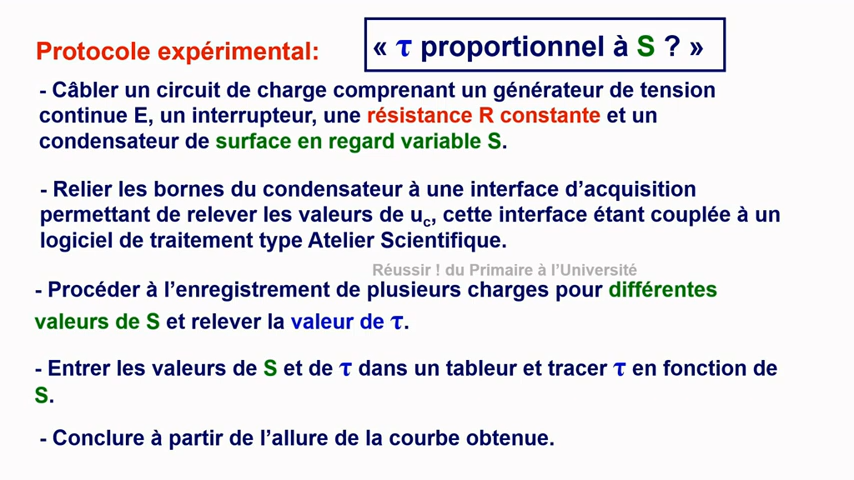 Protocole expérimental:
« τ proportionnel à S ? »
- Câbler un circuit de charge comprenant un générateur de tension
continue E, un interrupteur, une résistance R constante et un
condensateur de surface en regard variable S.
- Relier les bornes du condensateur à une interface d’acquisition
permettant de relever les valeurs de uc, cette interface étant couplée à un
logiciel de traitement type Atelier Scientifique.
Réussir ! du Primaire à l’Université
- Procéder à l’enregistrement de plusieurs charges pour différentes
valeurs de S et relever la valeur de τ.
- Entrer les valeurs de S et de τ dans un tableur et tracer τ en fonction de
S.
- Conclure à partir de l’allure de la courbe obtenue.